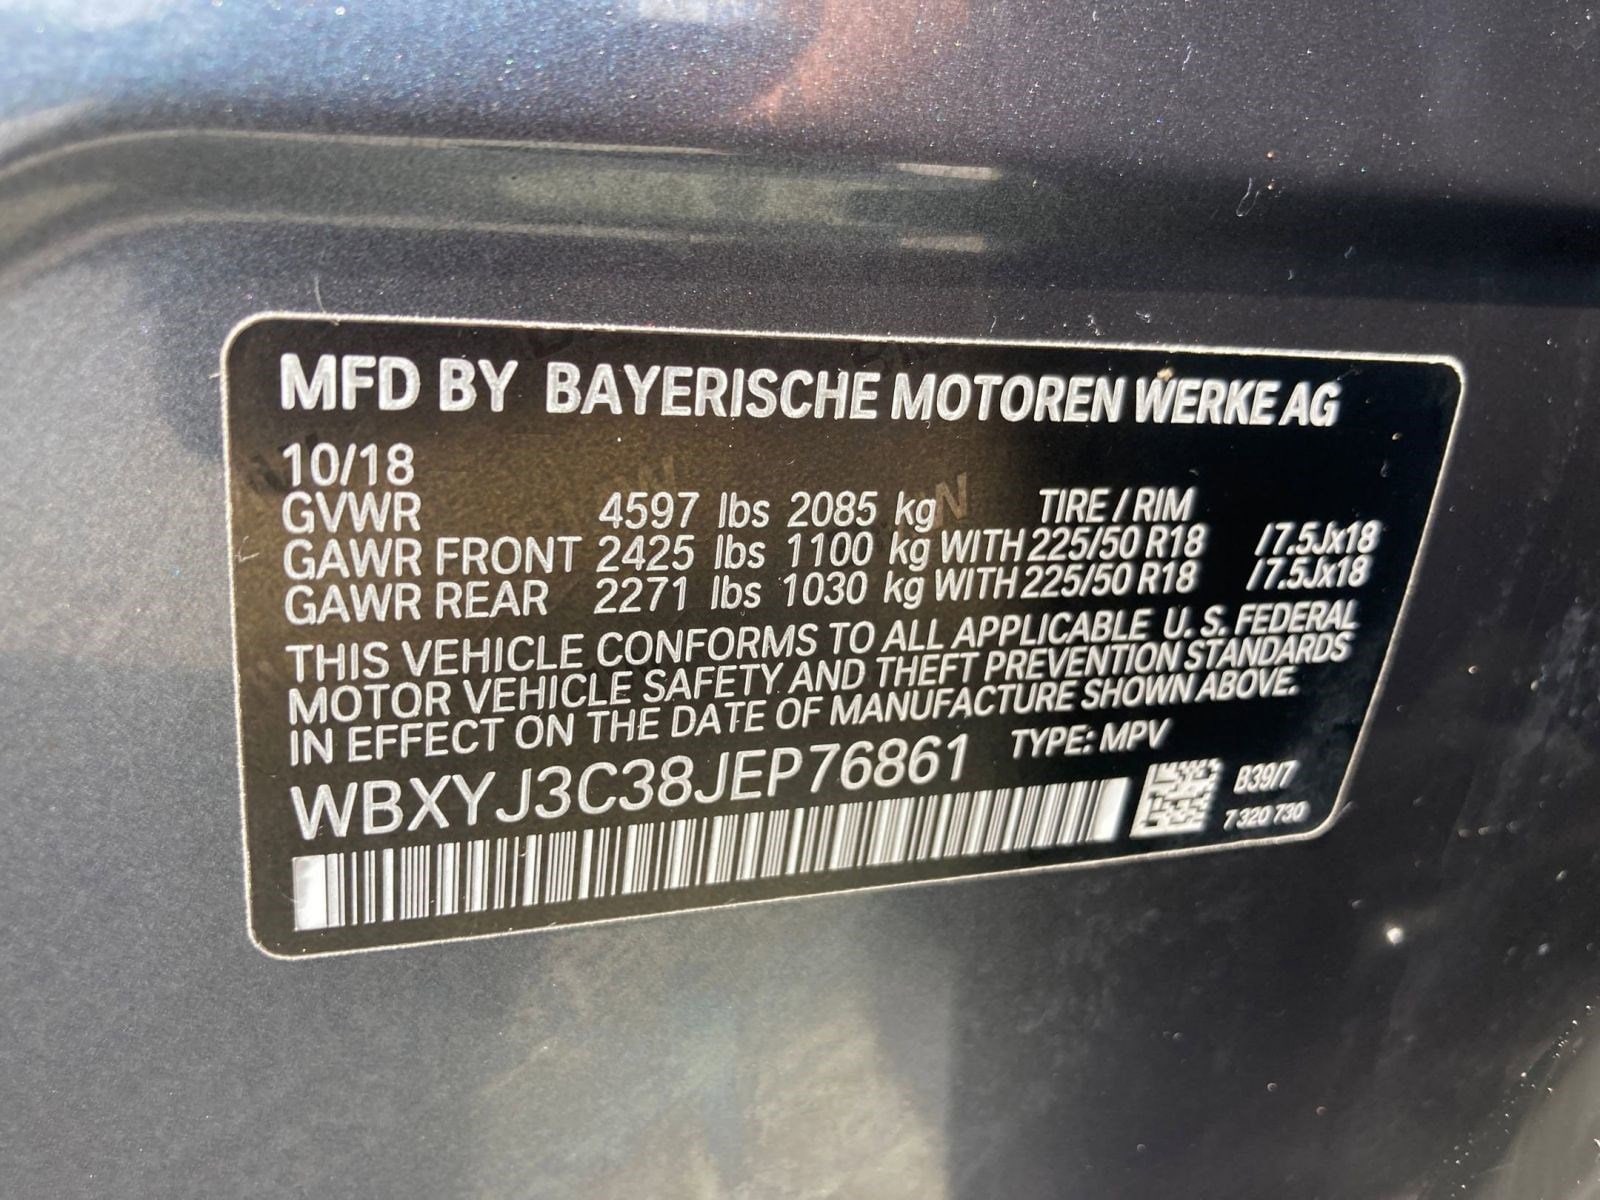 MFD BY BAYERISCHE MOTOREN WERKE AG
10/18
GVWR 4597 lbs 2085 kg TIRE / RIM
GAWR FRONT 2425 lbs 1100 kg WITH 225/50 R18 / 7.5Jx18
GAWR REAR 2271 lbs 1030 kg WITH 225/50 R18 / 7.5Jx18
THIS VEHICLE CONFORMS TO ALL APPLICABLE U. S. FEDERAL
MOTOR VEHICLE SAFETY AND THEFT PREVENTION STANDARDS
IN EFFECT ON THE DATE OF MANUFACTURE SHOWN ABOVE.
WBXYJ3C38JEP76861 TYPE: MPV
B39/7
7 320 730